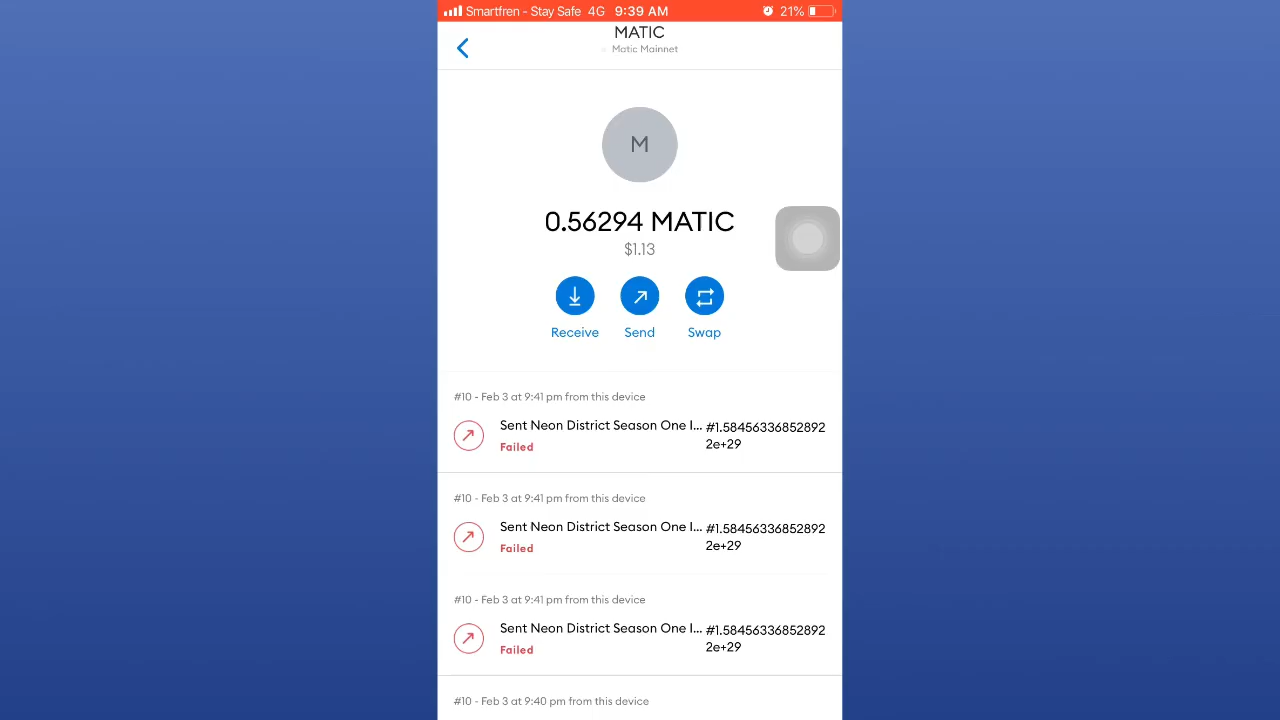 Smartfren - Stay Safe 4G 9:39 AM 21%
MATIC
Matic Mainnet
M
0.56294 MATIC
$1.13
Receive Send Swap
#10 - Feb 3 at 9:41 pm from this device
Sent Neon District Season One I... #1.58456336852892
2e+29
Failed
#10 - Feb 3 at 9:41 pm from this device
Sent Neon District Season One I... #1.58456336852892
2e+29
Failed
#10 - Feb 3 at 9:41 pm from this device
Sent Neon District Season One I... #1.58456336852892
2e+29
Failed
#10 - Feb 3 at 9:40 pm from this device